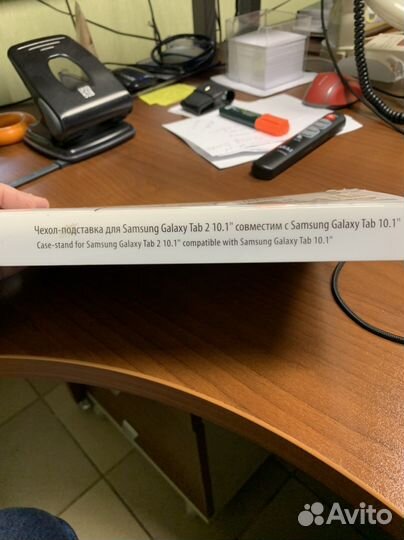 Чехол-подставка для Samsung Galaxy Tab 2 10.1" совместим с Samsung Galaxy Tab 10.1"
Case-stand for Samsung Galaxy Tab 2 10.1" compatible with Samsung Galaxy Tab 10.1"
Avito